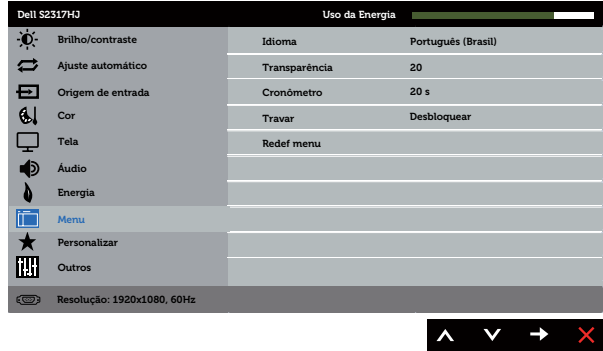 Dell S2317HJ Uso da Energia
Brilho/contraste Idioma Português (Brasil)
Ajuste automático Transparência 20
Origem de entrada Cronômetro 20 s
Cor Travar Desbloquear
Tela Redef menu
Áudio
Energia
Menu
Personalizar
Outros
Resolução: 1920x1080, 60Hz